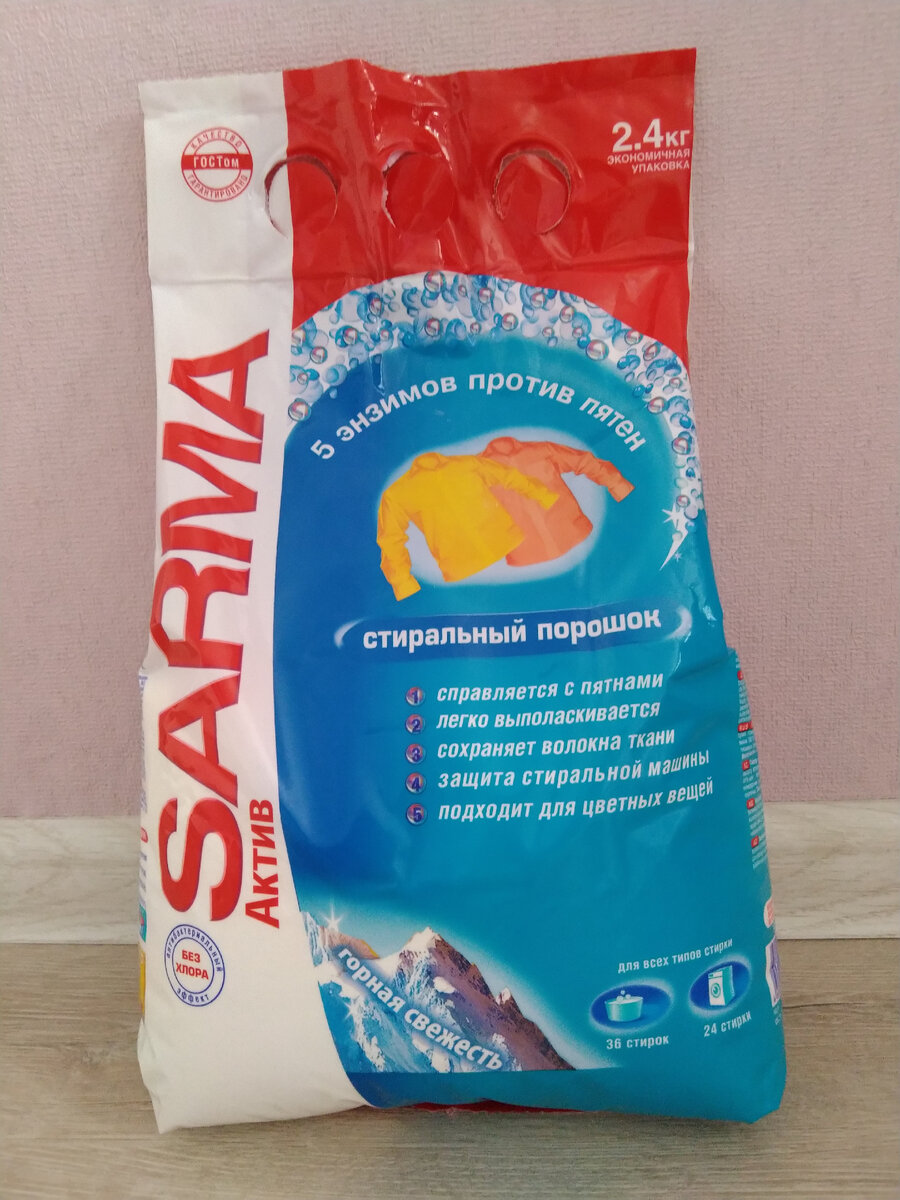 КАЧЕСТВО
ГОСТом
ГАРАНТИРОВАНО
2.4кг
ЭКОНОМИЧНАЯ
УПАКОВКА
5 энзимов против пятен
SARMA
Актив
стиральный порошок
1 справляется с пятнами
2 легко выполаскивается
3 сохраняет волокна ткани
4 защита стиральной машины
5 подходит для цветных вещей
антибактериальный
БЕЗ
ХЛОРА
эффект
горная свежесть
для всех типов стирки
36 стирок
24 стирки